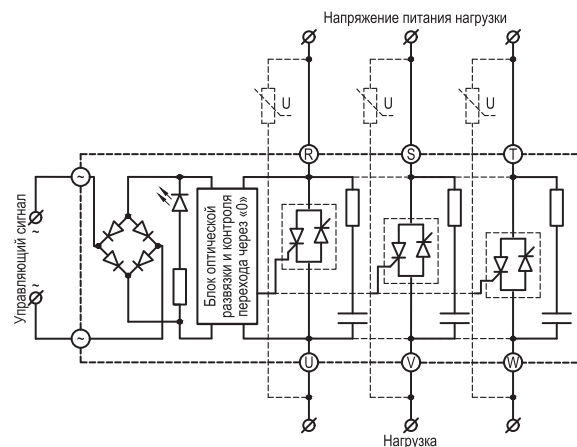 Напряжение питания нагрузки
U
U
U
R
S
T
~
Управляющий сигнал
~
~
~
Блок оптической
развязки и контроля
перехода через «0»
U
V
W
Нагрузка